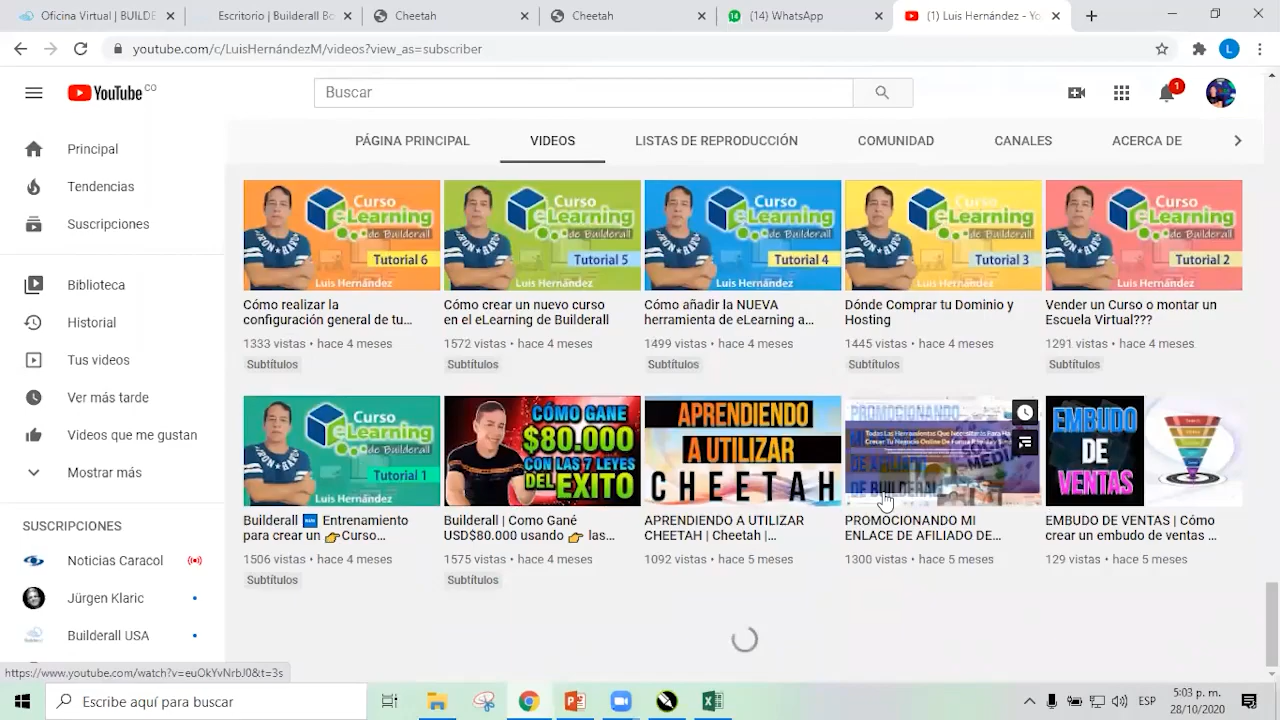 Oficina Virtual | BUILDE
Escritorio | Builderall Bo
Cheetah
Cheetah
(14) WhatsApp
(1) Luis Hernández - Yo
youtube.com/c/LuisHernándezM/videos?view_as=subscriber
L
YouTube CO
Buscar
1
PÁGINA PRINCIPAL
VIDEOS
LISTAS DE REPRODUCCIÓN
COMUNIDAD
CANALES
ACERCA DE
Principal
Tendencias
Suscripciones
Biblioteca
Historial
Tus videos
Ver más tarde
Videos que me gustan
Mostrar más
SUSCRIPCIONES
Noticias Caracol
Jürgen Klaric
Builderall USA
Curso
eLearning
de Builderall
Tutorial 6
Luis Hernández
Cómo realizar la
configuración general de tu...
1333 vistas • hace 4 meses
Subtítulos
Curso
eLearning
de Builderall
Tutorial 5
Luis Hernández
Cómo crear un nuevo curso
en el eLearning de Builderall
1572 vistas • hace 4 meses
Subtítulos
Curso
eLearning
de Builderall
Tutorial 4
Luis Hernández
Cómo añadir la NUEVA
herramienta de eLearning a...
1499 vistas • hace 4 meses
Subtítulos
Curso
eLearning
de Builderall
Tutorial 3
Luis Hernández
Dónde Comprar tu Dominio y
Hosting
1445 vistas • hace 4 meses
Subtítulos
Curso
eLearning
de Builderall
Tutorial 2
Luis Hernández
Vender un Curso o montar un
Escuela Virtual???
1291 vistas • hace 4 meses
Subtítulos
Curso
eLearning
de Builderall
Tutorial 1
Luis Hernández
Builderall Entrenamiento
para crear un 👉Curso...
1506 vistas • hace 4 meses
Subtítulos
CÓMO GANE
$80.000
CON LAS 7 LEYES
DEL EXITO
Builderall | Como Gané
USD$80.000 usando 👉 las...
1575 vistas • hace 4 meses
Subtítulos
APRENDIENDO
A UTILIZAR
CHEETAH
APRENDIENDO A UTILIZAR
CHEETAH | Cheetah |...
1092 vistas • hace 5 meses
PROMOCIONANDO
DE BUILDERALL
PROMOCIONANDO MI
ENLACE DE AFILIADO DE...
1300 vistas • hace 5 meses
EMBUDO
DE
VENTAS
EMBUDO DE VENTAS | Cómo
crear un embudo de ventas ...
129 vistas • hace 5 meses
https://www.youtube.com/watch?v=euOkYvNrbJ0&t=3s
Escribe aquí para buscar
ESP
5:03 p. m.
28/10/2020